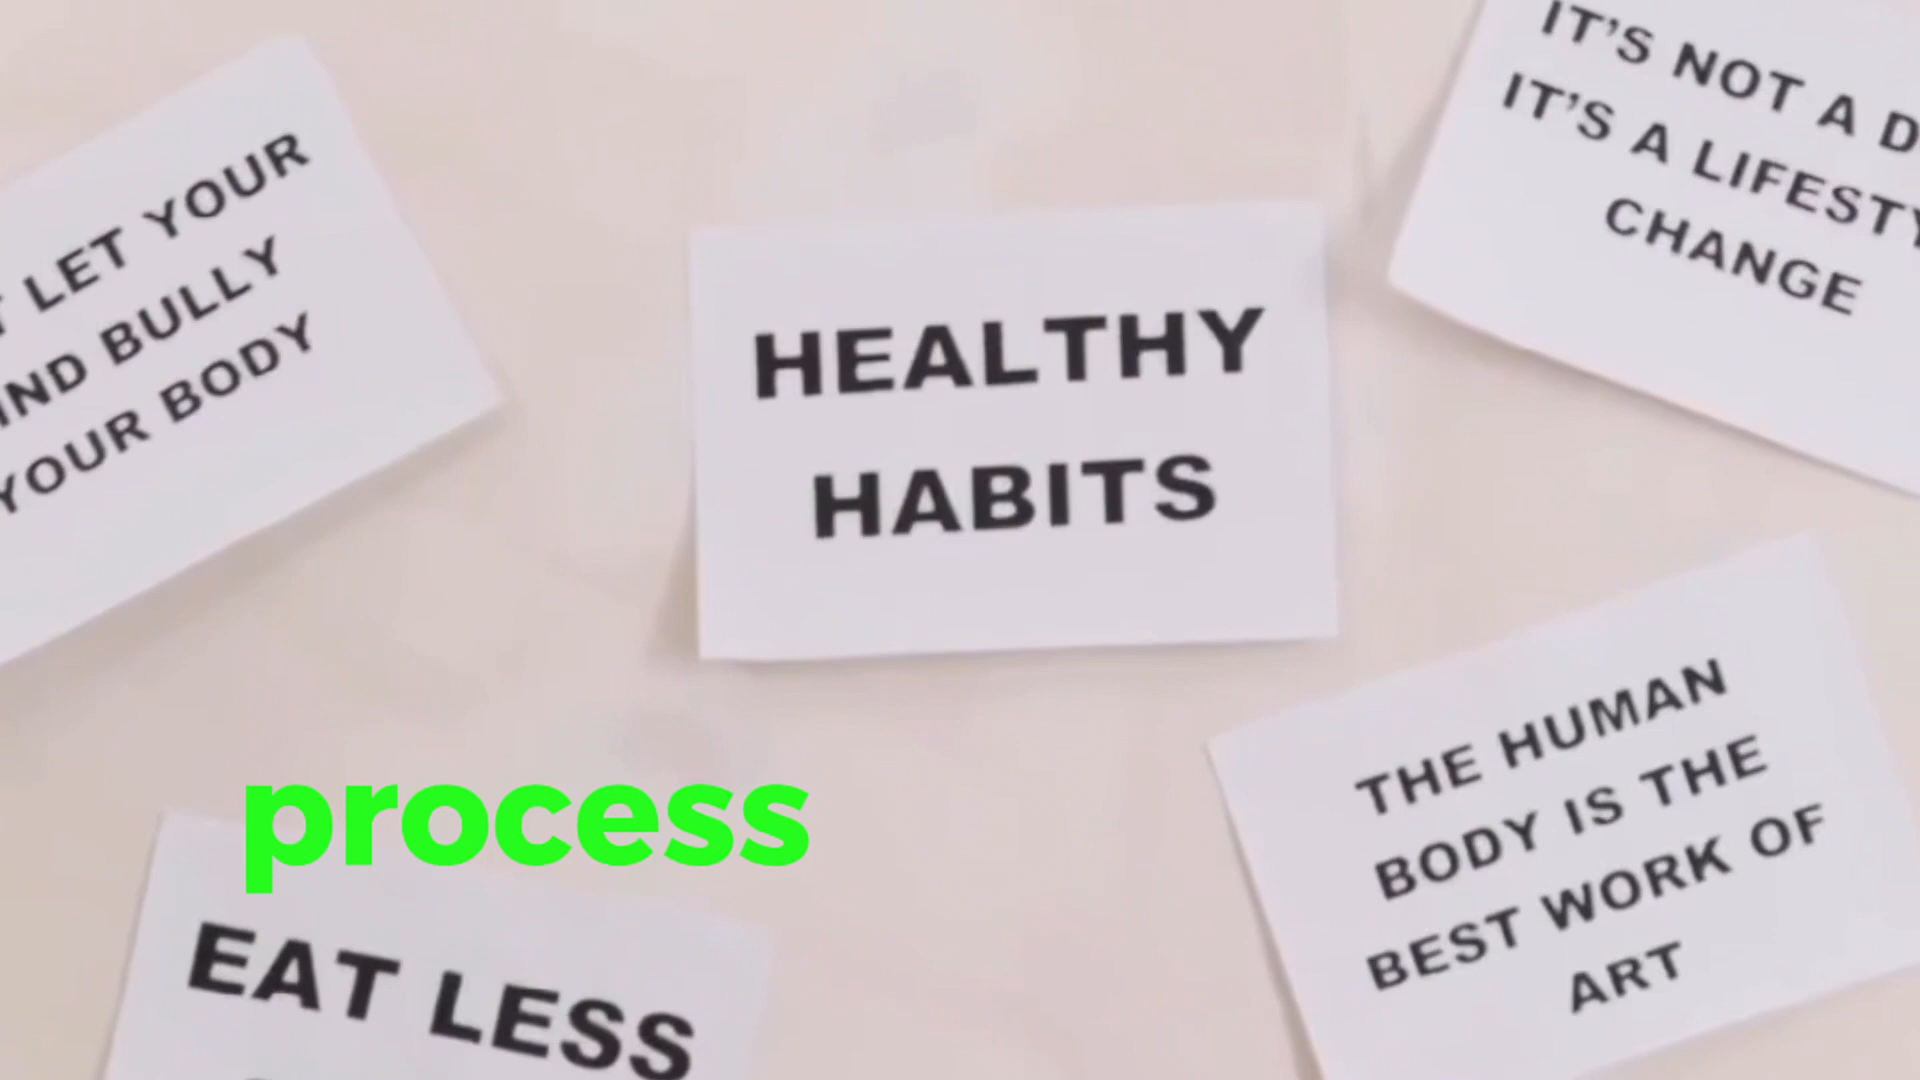 LET YOUR
BULLY
YOUR BODY
HEALTHY
HABITS
IT'S NOT A
IT'S A
CHANGE
process
EAT LESS
THE HUMAN
BODY IS THE
BEST WORK OF
ART